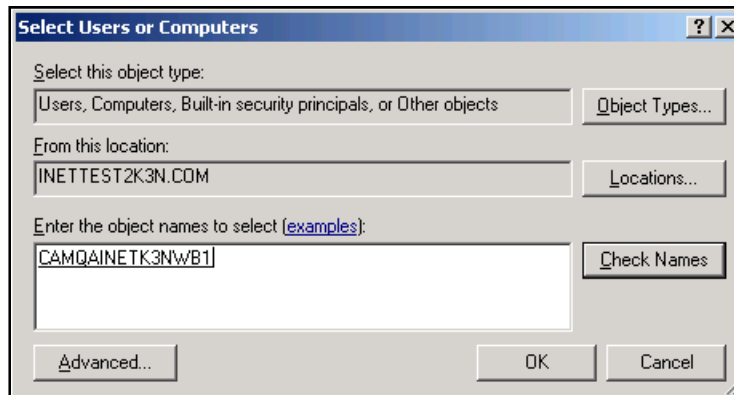 Select Users or Computers
Select this object type:
Users, Computers, Built-in security principals, or Other objects
Object Types...
From this location:
INETTEST2K3N.COM
Locations...
Enter the object names to select (examples):
CAMQAINETK3NWB1
Check Names
Advanced...
OK
Cancel